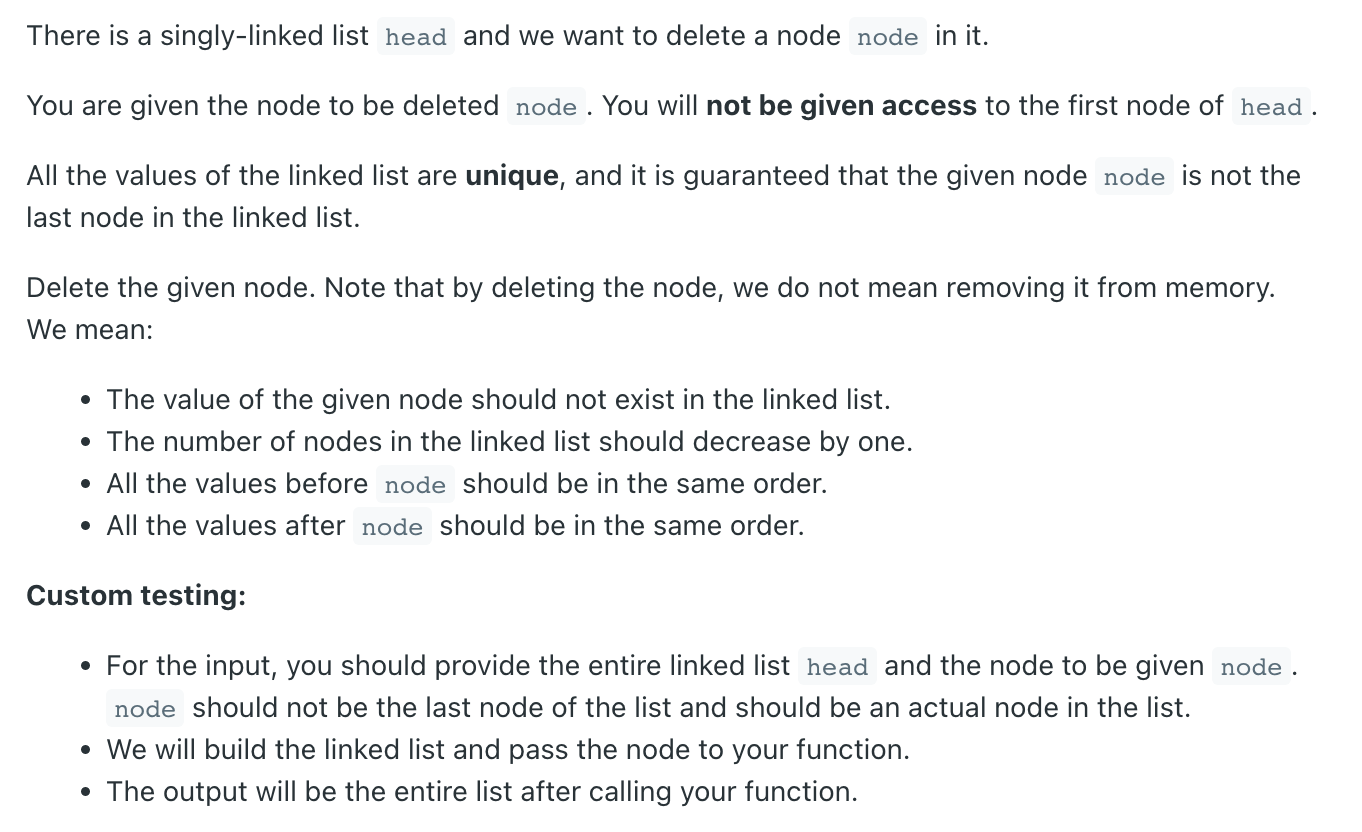 There is a singly-linked list head and we want to delete a node node in it.
You are given the node to be deleted node. You will not be given access to the first node of head.
All the values of the linked list are unique, and it is guaranteed that the given node node is not the
last node in the linked list.
Delete the given node. Note that by deleting the node, we do not mean removing it from memory.
We mean:
• The value of the given node should not exist in the linked list.
• The number of nodes in the linked list should decrease by one.
• All the values before node should be in the same order.
• All the values after node should be in the same order.
Custom testing:
• For the input, you should provide the entire linked list head and the node to be given node.
node should not be the last node of the list and should be an actual node in the list.
• We will build the linked list and pass the node to your function.
• The output will be the entire list after calling your function.